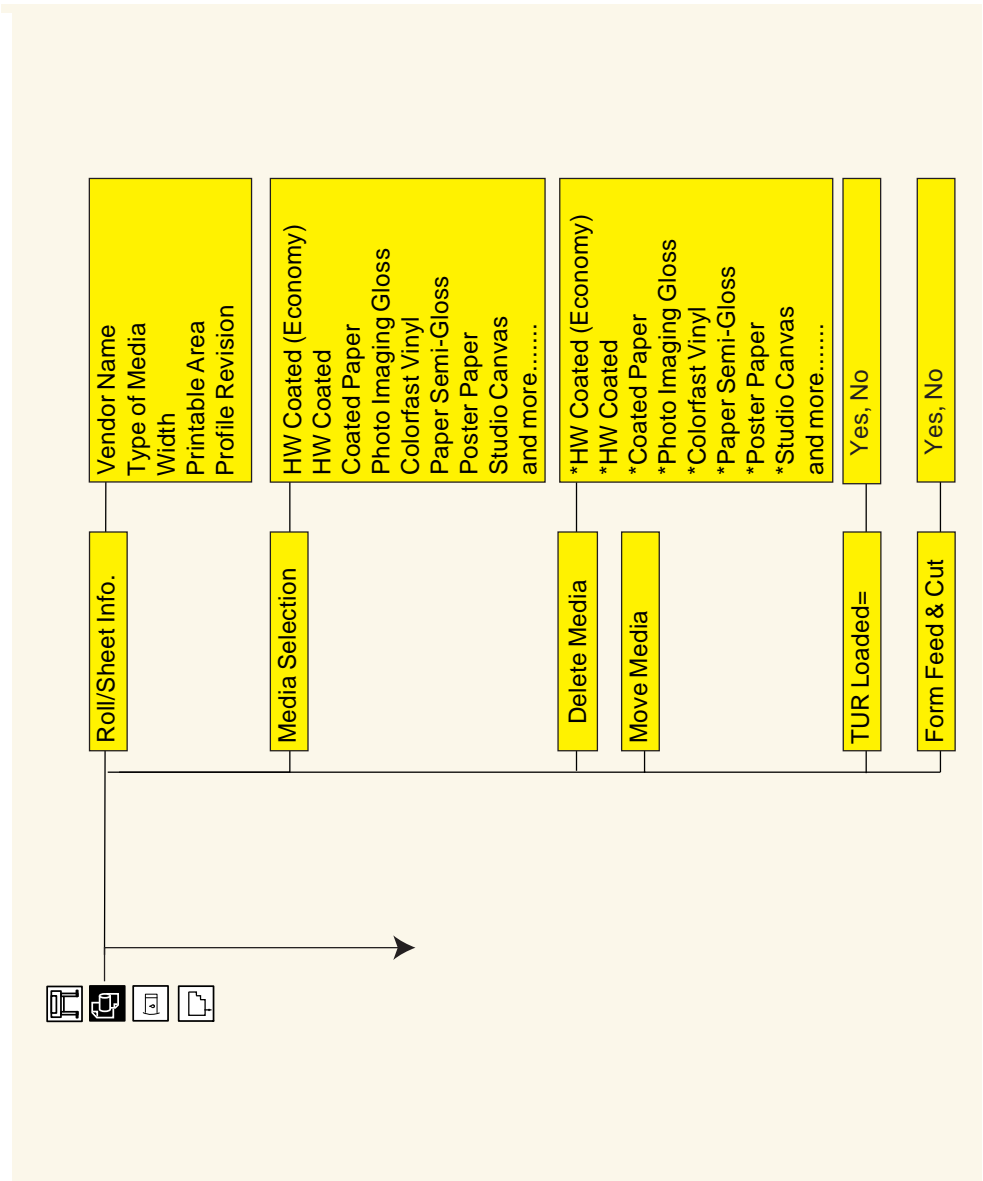 Roll/Sheet Info.
Vendor Name
Type of Media
Width
Printable Area
Profile Revision
Media Selection
HW Coated (Economy)
HW Coated
Coated Paper
Photo Imaging Gloss
Colorfast Vinyl
Paper Semi-Gloss
Poster Paper
Studio Canvas
and more.......
Delete Media
*HW Coated (Economy)
*HW Coated
*Coated Paper
*Photo Imaging Gloss
*Colorfast Vinyl
*Paper Semi-Gloss
*Poster Paper
*Studio Canvas
and more.......
Move Media
TUR Loaded=
Yes, No
Form Feed & Cut
Yes, No